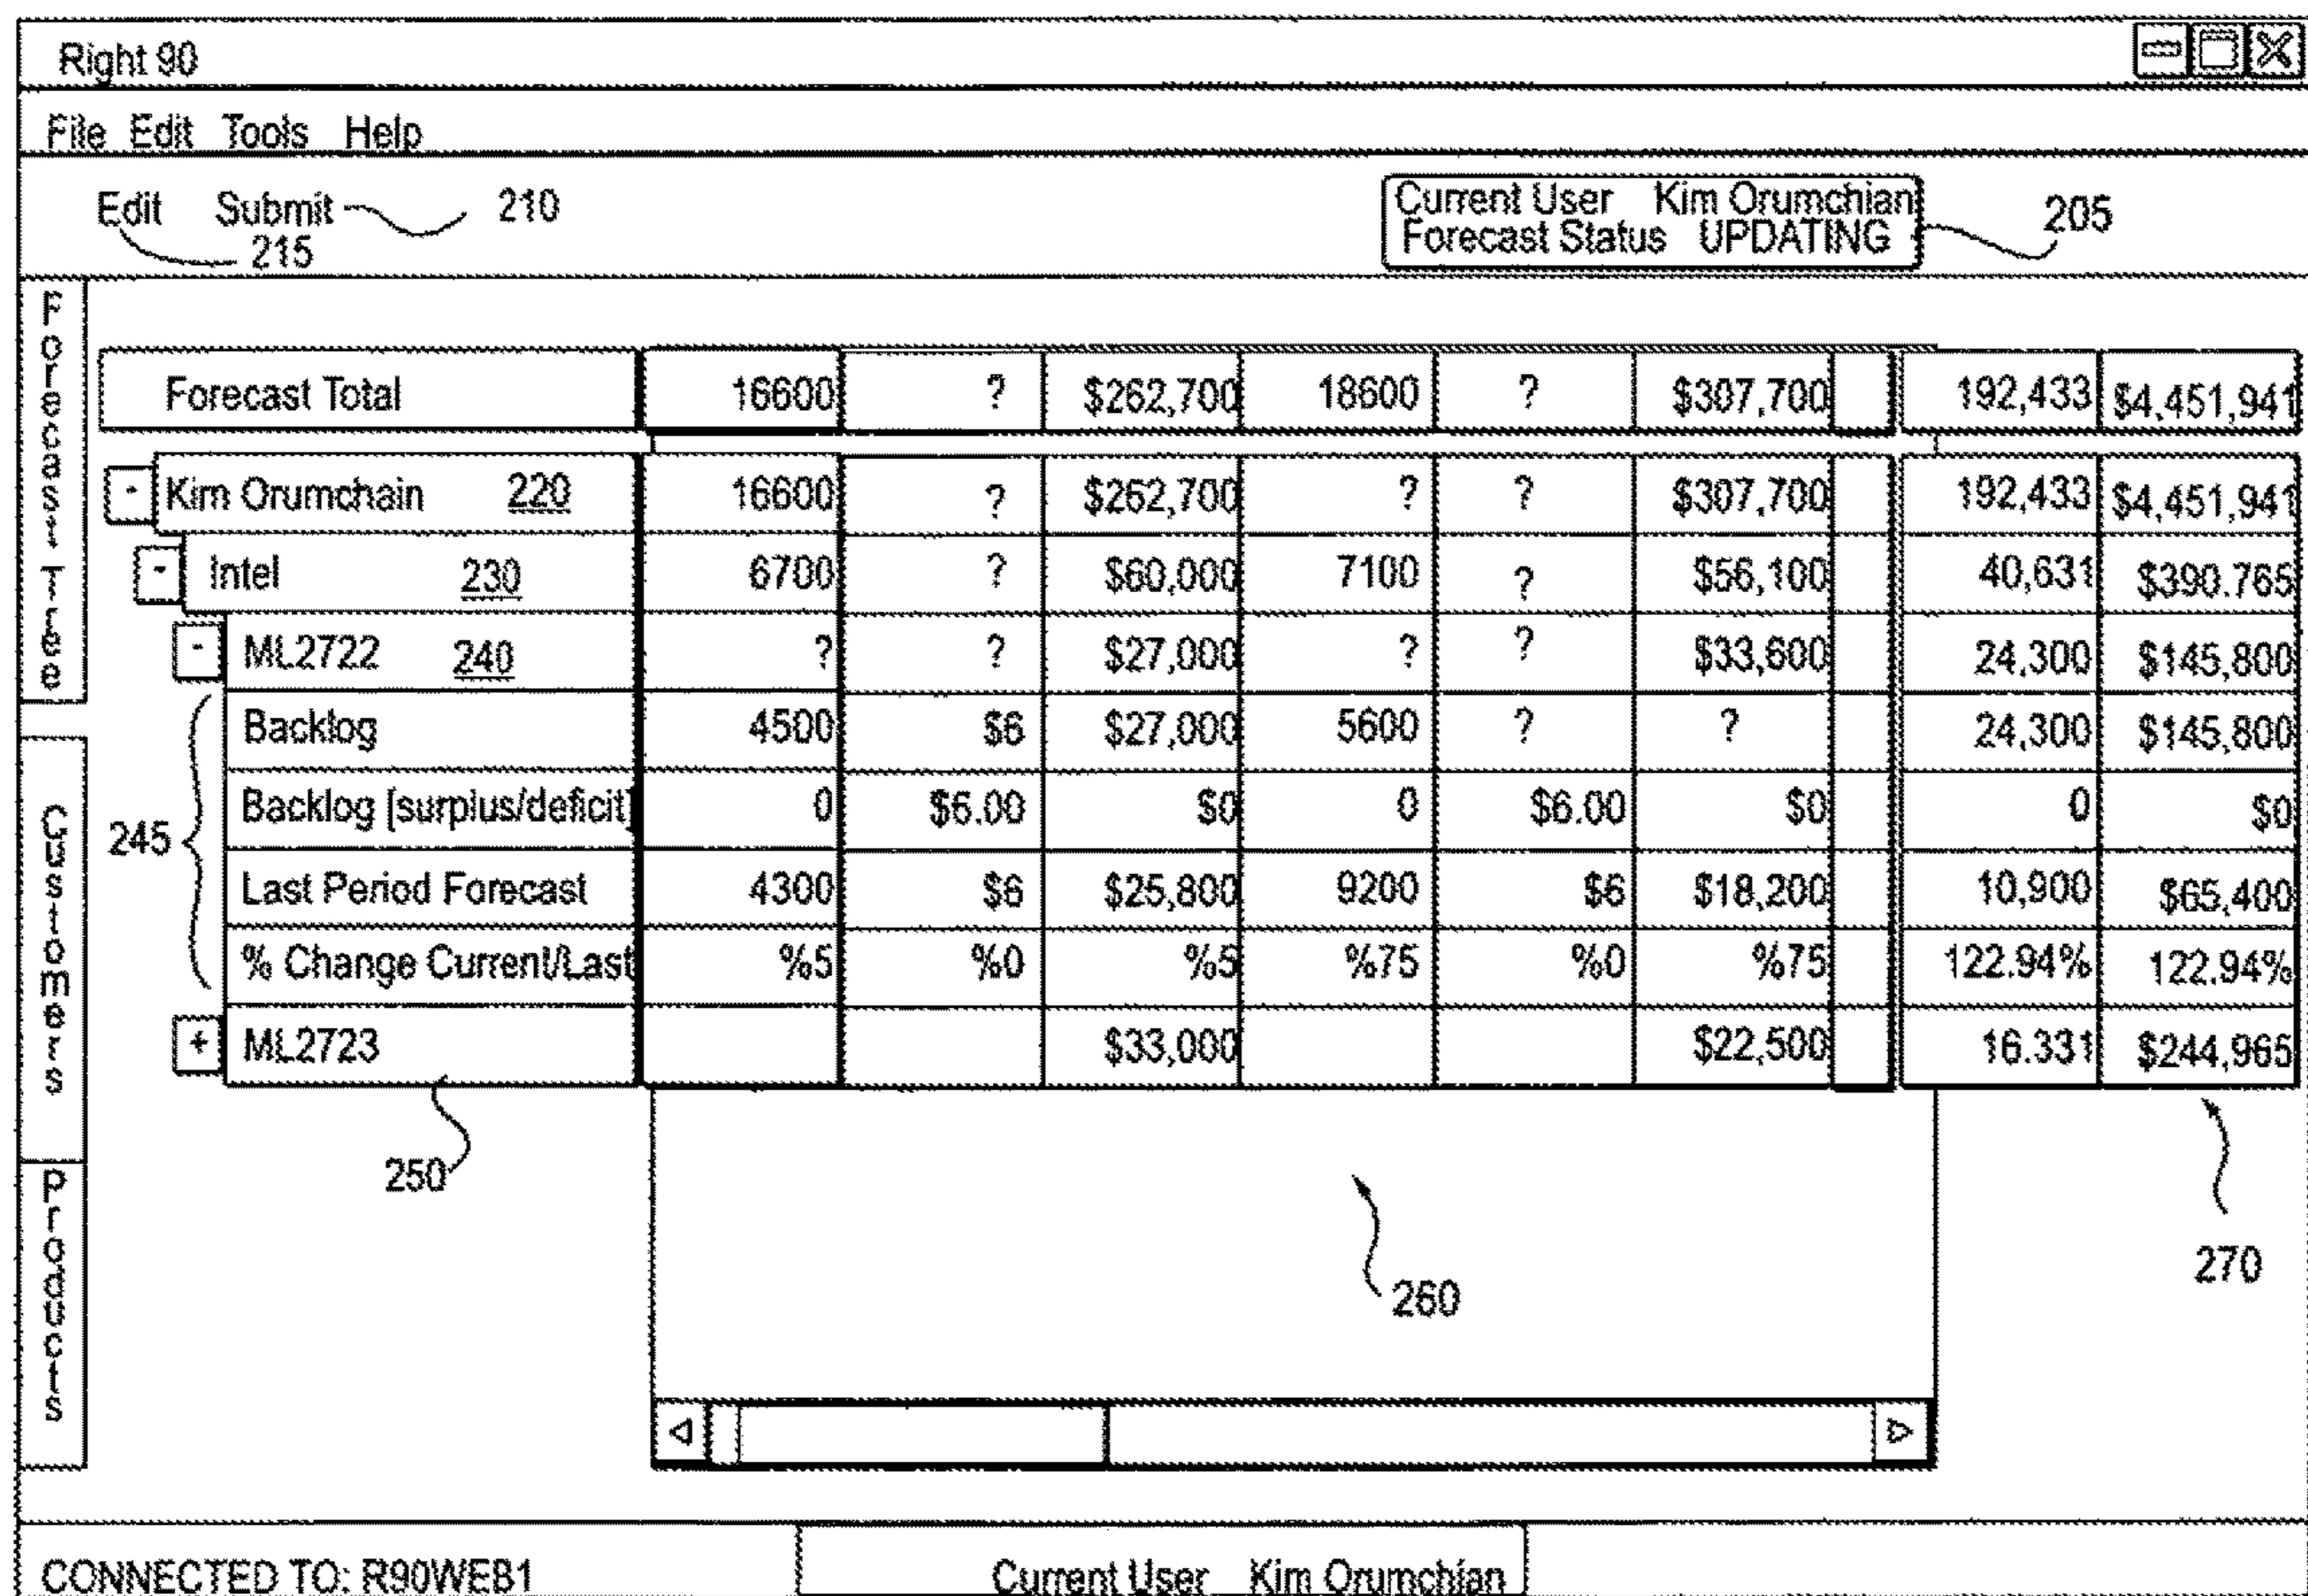 Right 90
File Edit Tools Help
Edit Submit 210
215
Current User Kim Orumchian
Forecast Status UPDATING
205
Forecast Tree
Customers
Products
Forecast Total 16600 ? $262,700 18600 ? $307,700 192,433 $4,451,941
- Kim Orumchain 220 16600 ? $262,700 ? ? $307,700 192,433 $4,451,941
- Intel 230 6700 ? $60,000 7100 ? $56,100 40,631 $390.765
- ML2722 240 ? ? $27,000 ? ? $33,600 24,300 $145,800
Backlog 4500 $6 $27,000 5600 ? ? 24,300 $145,800
Backlog [surplus/deficit] 0 $6.00 $0 0 $6.00 $0 0 $0
245
Last Period Forecast 4300 $6 $25,800 9200 $6 $18,200 10,900 $65,400
% Change Current/Last %5 %0 %5 %75 %0 %75 122.94% 122.94%
+ ML2723 $33,000 $22,500 16.331 $244,965
250
260
270
CONNECTED TO: R90WEB1 Current User Kim Orumchian